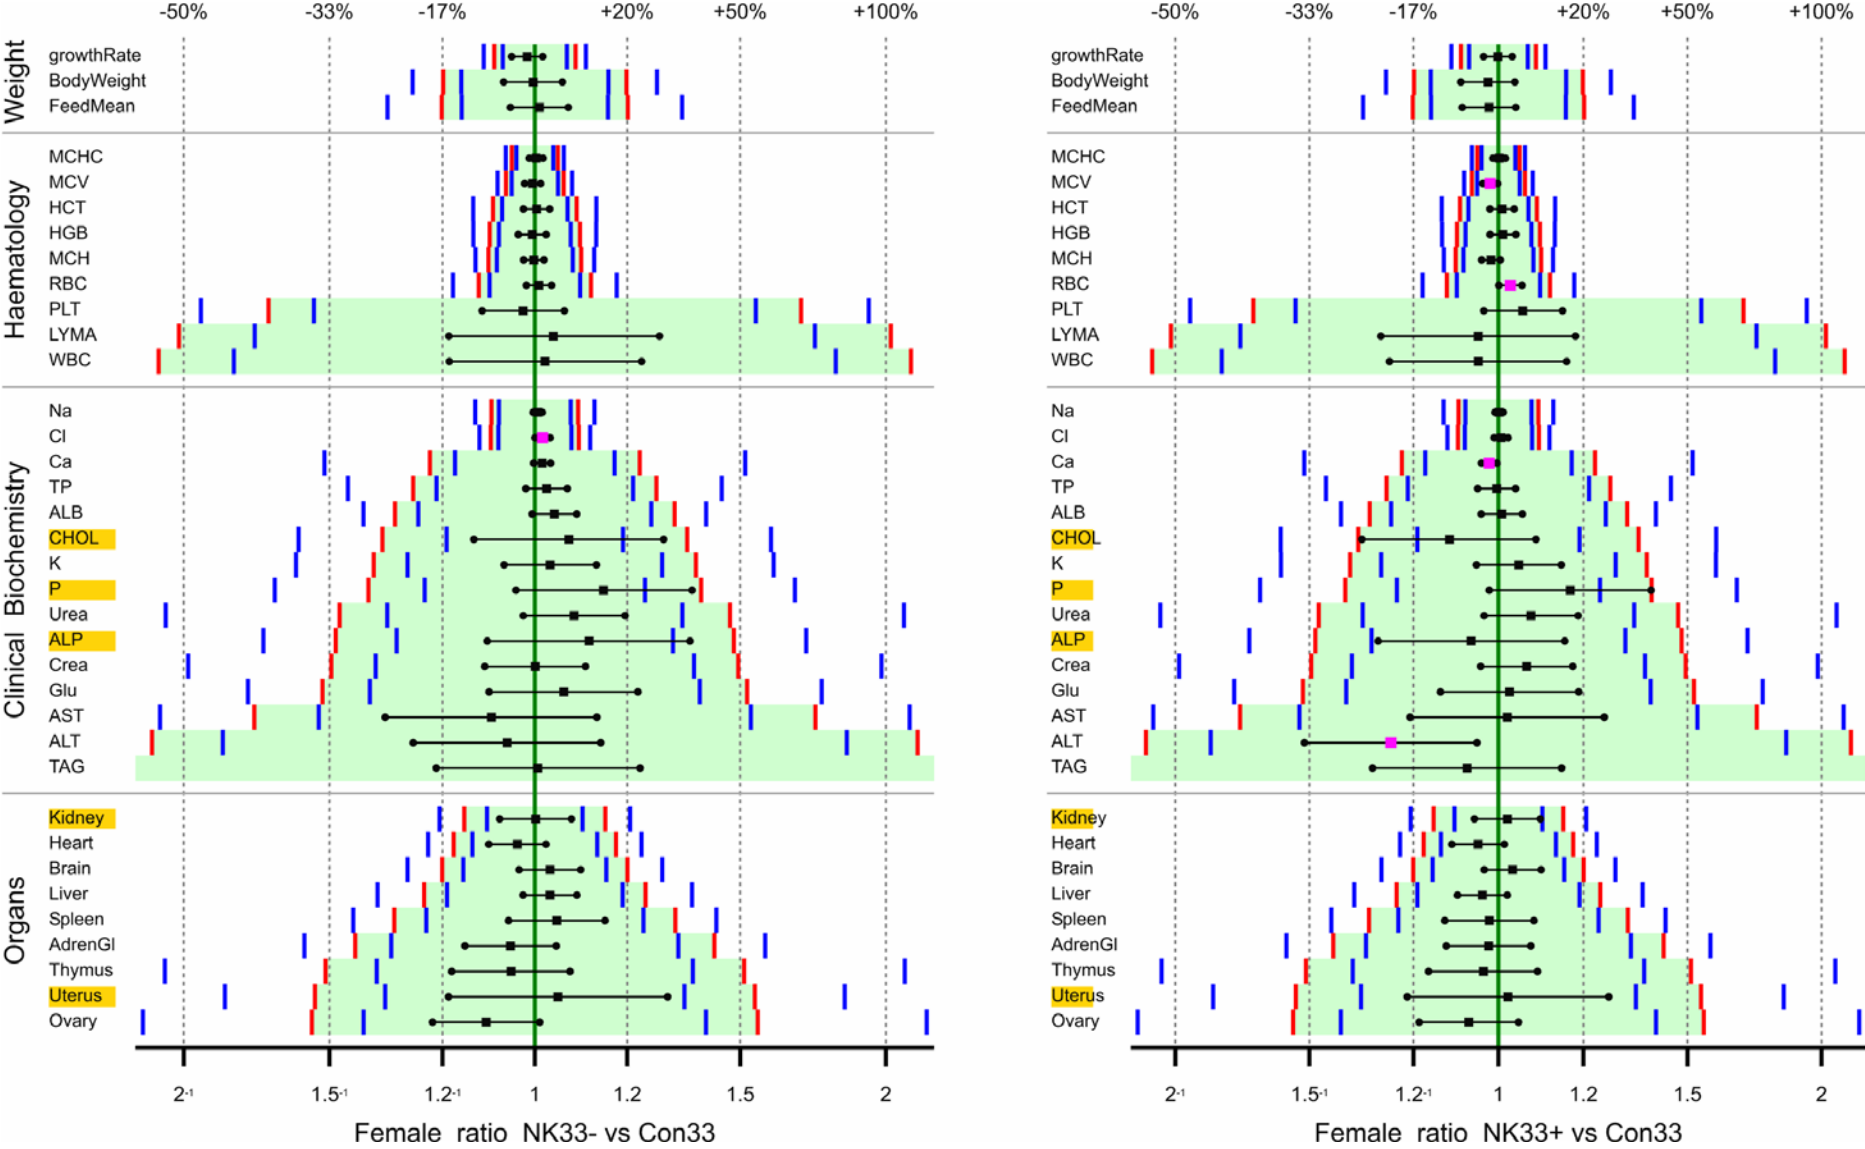 -50% -33% -17% +20% +50% +100%
Weight
growthRate
BodyWeight
FeedMean
Haematology
MCHC
MCV
HCT
HGB
MCH
RBC
PLT
LYMA
WBC
Clinical Biochemistry
Na
Cl
Ca
TP
ALB
CHOL
K
P
Urea
ALP
Crea
Glu
AST
ALT
TAG
Organs
Kidney
Heart
Brain
Liver
Spleen
AdrenGl
Thymus
Uterus
Ovary
2⁻¹ 1.5⁻¹ 1.2⁻¹ 1 1.2 1.5 2
Female ratio NK33- vs Con33
-50% -33% -17% +20% +50% +100%
growthRate
BodyWeight
FeedMean
MCHC
MCV
HCT
HGB
MCH
RBC
PLT
LYMA
WBC
Na
Cl
Ca
TP
ALB
CHOL
K
P
Urea
ALP
Crea
Glu
AST
ALT
TAG
Kidney
Heart
Brain
Liver
Spleen
AdrenGl
Thymus
Uterus
Ovary
2⁻¹ 1.5⁻¹ 1.2⁻¹ 1 1.2 1.5 2
Female ratio NK33+ vs Con33